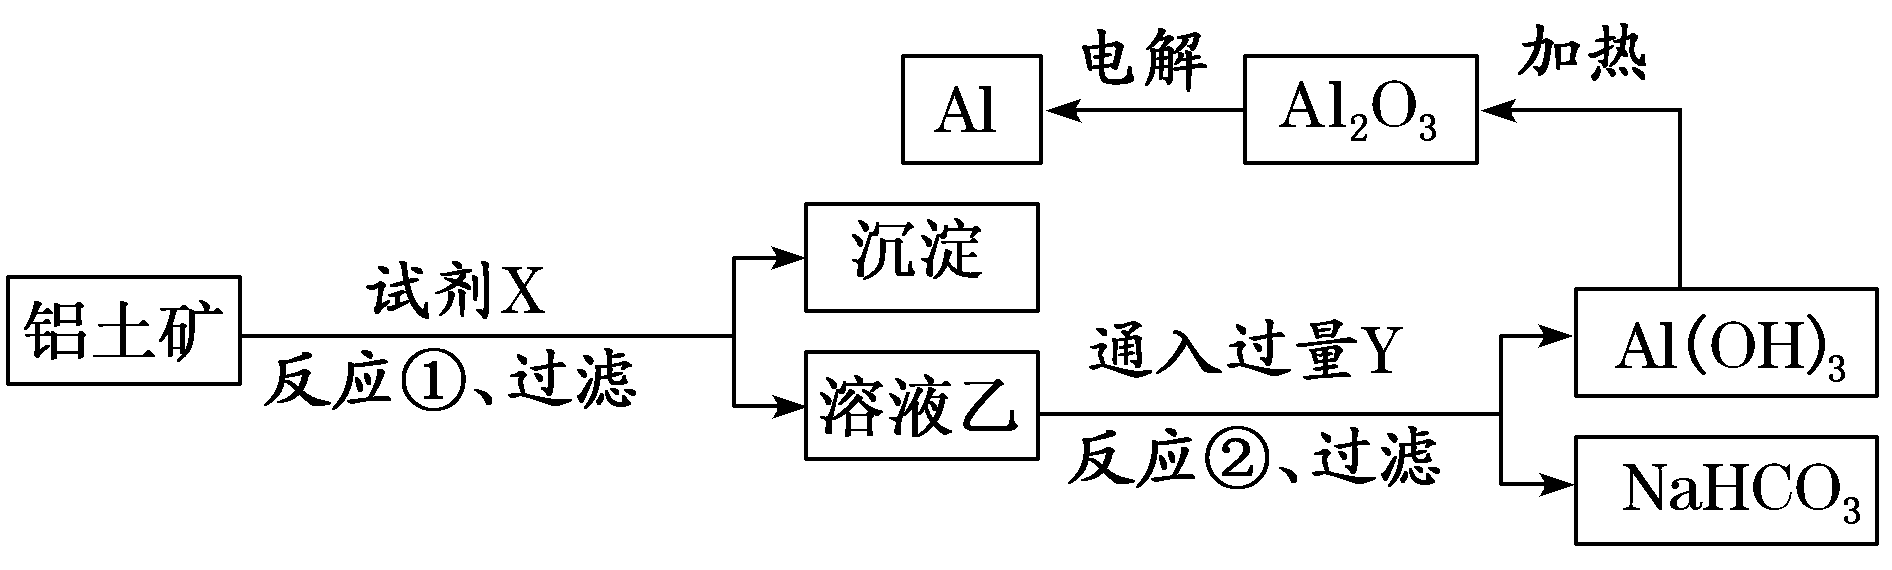 Al
电解
Al₂O₃
加热
铝土矿
试剂X
反应①、过滤
沉淀
溶液乙
通入过量Y
反应②、过滤
Al(OH)₃
NaHCO₃